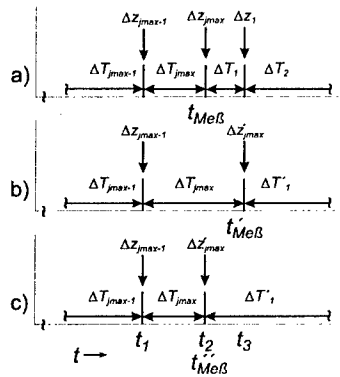 Δz_jmax-1 Δz_jmax Δz_1
a) ΔT_jmax-1 ΔT_jmax ΔT_1 ΔT_2
t_Meß
Δz_jmax-1 Δz'_jmax
b) ΔT_jmax-1 ΔT_jmax ΔT'_1
t'_Meß
Δz_jmax-1 Δz'_jmax
c) ΔT_jmax-1 ΔT_jmax ΔT'_1
t → t_1 t_2 t_3
t''_Meß